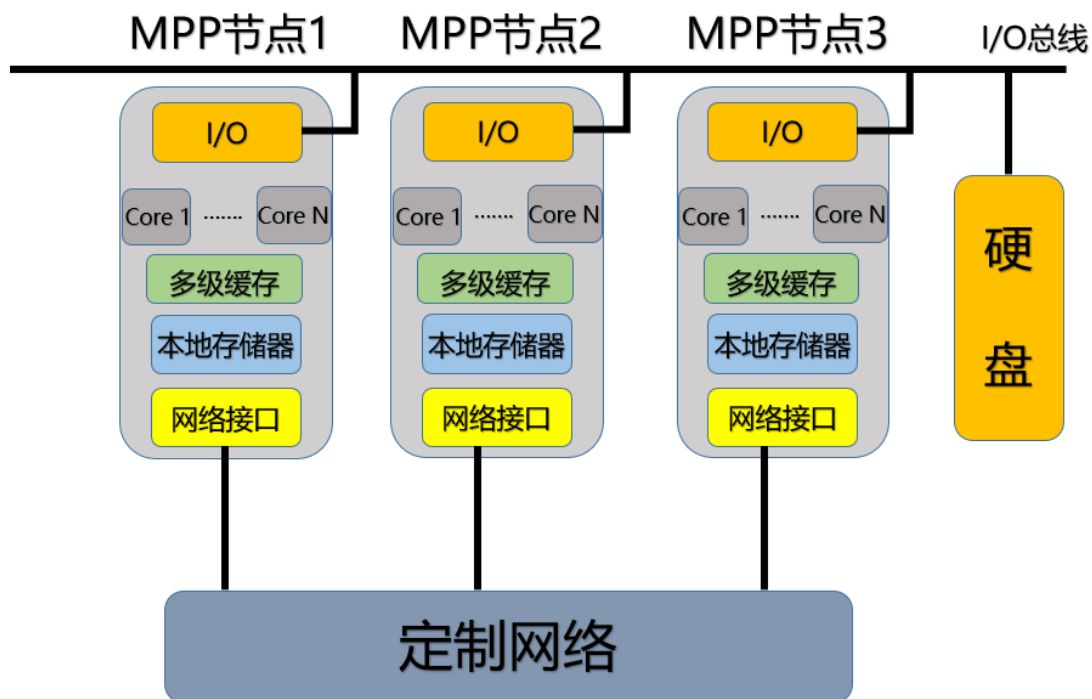 MPP节点1
MPP节点2
MPP节点3
I/O总线
I/O
I/O
I/O
Core 1 ······· Core N
Core 1 ······· Core N
Core 1 ······· Core N
多级缓存
多级缓存
多级缓存
本地存储器
本地存储器
本地存储器
网络接口
网络接口
网络接口
硬
盘
定制网络